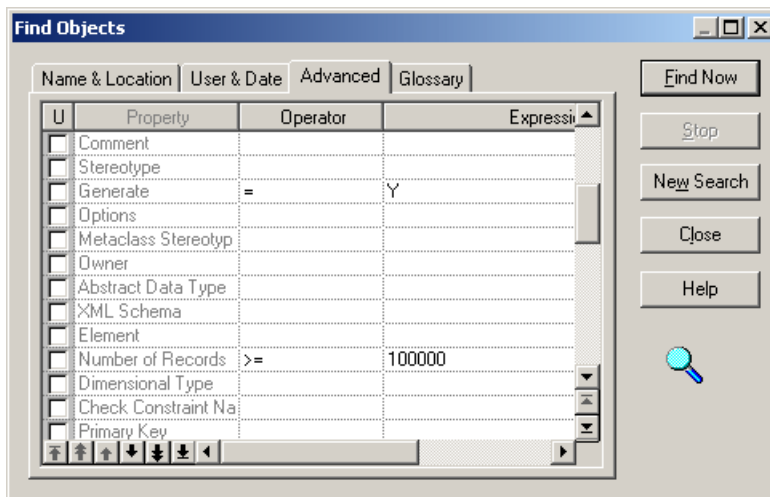 Find Objects
Name & Location User & Date Advanced Glossary
U Property Operator Expressi
Comment
Stereotype
Generate = Y
Options
Metaclass Stereotyp
Owner
Abstract Data Type
XML Schema
Element
Number of Records >= 100000
Dimensional Type
Check Constraint Na
Primary Key
Find Now
Stop
New Search
Close
Help